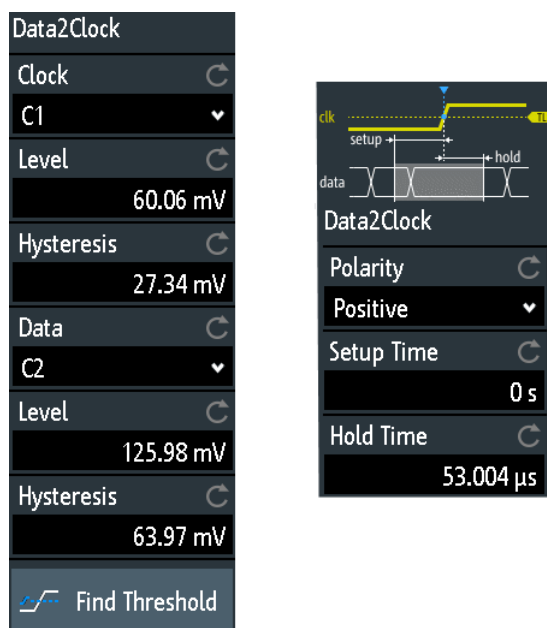 Data2Clock
Clock
C1
Level
60.06 mV
Hysteresis
27.34 mV
Data
C2
Level
125.98 mV
Hysteresis
63.97 mV
Find Threshold
clk
TL
setup
hold
data
Data2Clock
Polarity
Positive
Setup Time
0 s
Hold Time
53.004 µs